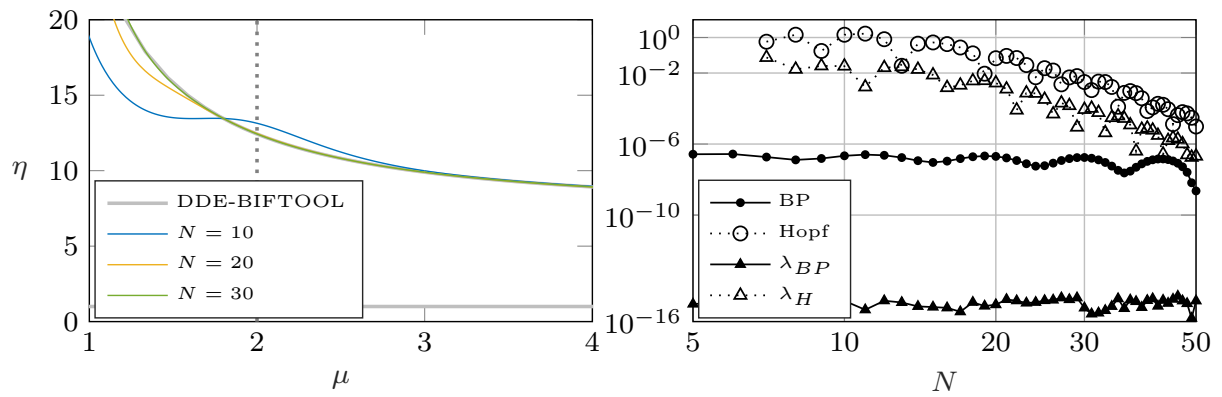 20
15
10
5
0
η
1
2
3
4
μ
DDE-BIFTOOL
N = 10
N = 20
N = 30
10^0
10^−2
10^−6
10^−10
10^−16
5
10
20
30
50
N
BP
Hopf
λ_BP
λ_H